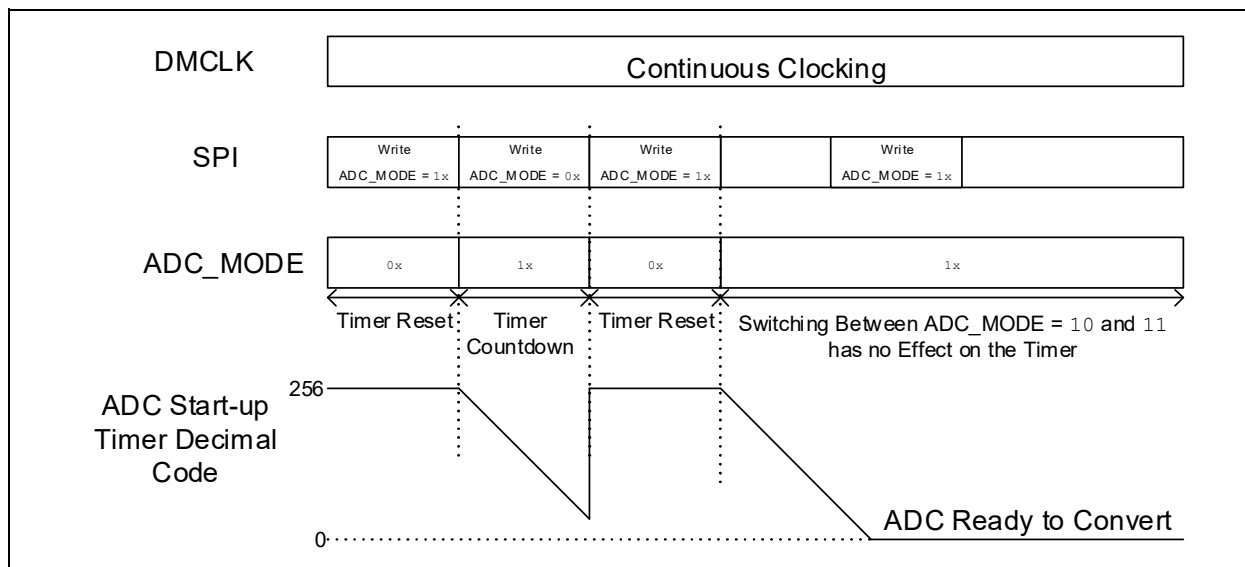 DMCLK
Continuous Clocking
SPI
Write
ADC_MODE = 1x
Write
ADC_MODE = 0x
Write
ADC_MODE = 1x
Write
ADC_MODE = 1x
ADC_MODE
0x
1x
0x
1x
Timer Reset
Timer
Countdown
Timer Reset
Switching Between ADC_MODE = 10 and 11
has no Effect on the Timer
ADC Start-up
Timer Decimal
Code
256
0
ADC Ready to Convert